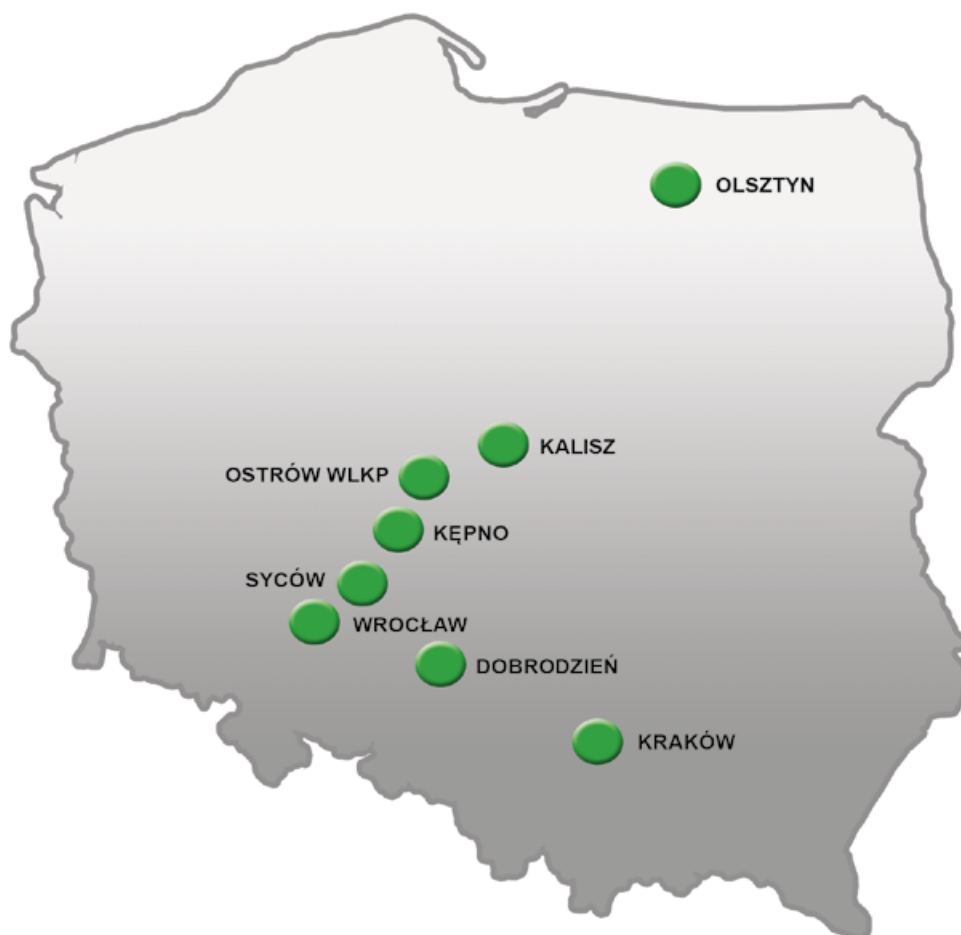 OLSZTYN
KALISZ
OSTRÓW WLKP
KĘPNO
SYCÓW
WROCŁAW
DOBRODZIEŃ
KRAKÓW